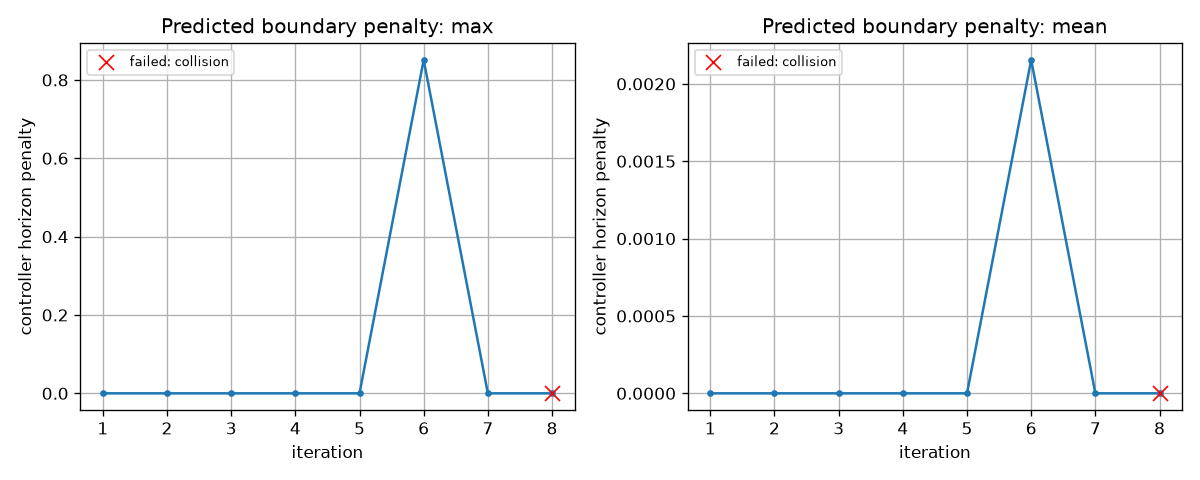 Predicted boundary penalty: max
failed: collision
controller horizon penalty
0.8
0.6
0.4
0.2
0.0
1 2 3 4 5 6 7 8
iteration
Predicted boundary penalty: mean
failed: collision
controller horizon penalty
0.0020
0.0015
0.0010
0.0005
0.0000
1 2 3 4 5 6 7 8
iteration